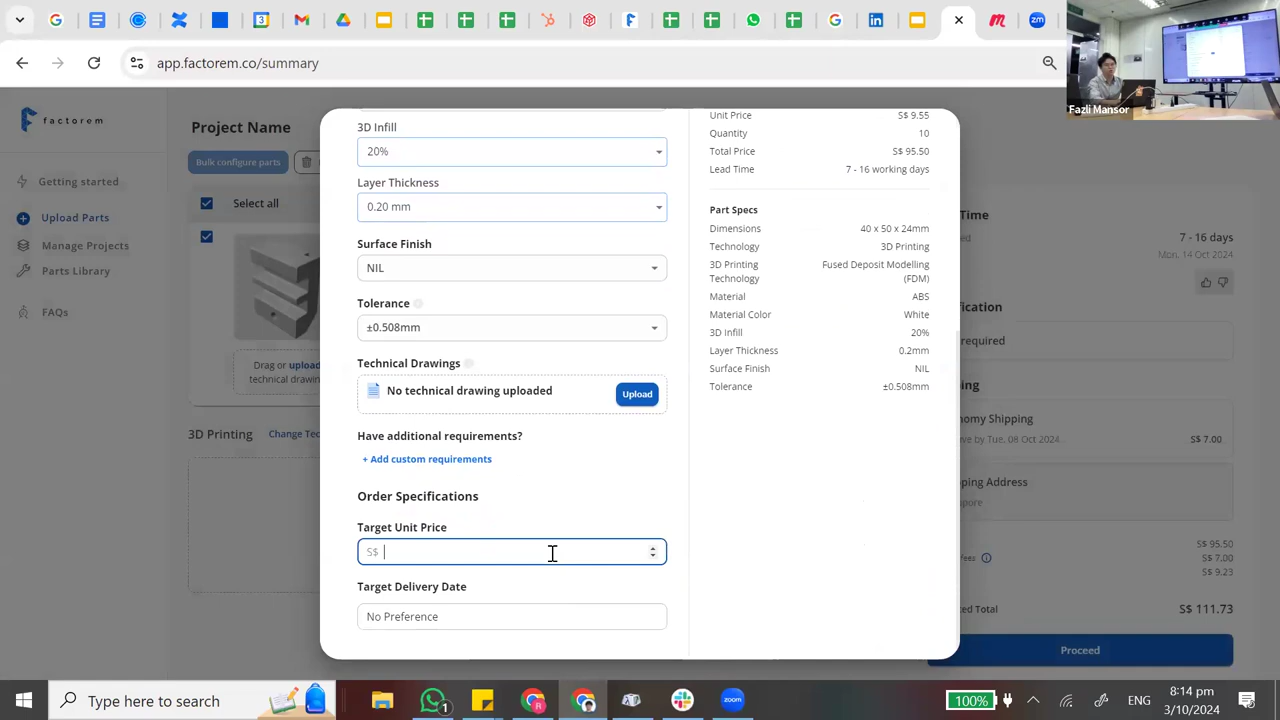 app.factorem.co/summary
Fazli Mansor
factorem
Getting started
Upload Parts
Manage Projects
Parts Library
FAQs
Project Name
Bulk configure parts
Select all
Drag or upload
technical drawin
3D Printing
Change Tec
3D Infill
20%
Layer Thickness
0.20 mm
Surface Finish
NIL
Tolerance
±0.508mm
Technical Drawings
No technical drawing uploaded
Upload
Have additional requirements?
+ Add custom requirements
Order Specifications
Target Unit Price
S$
Target Delivery Date
No Preference
Unit Price S$ 9.55
Quantity 10
Total Price S$ 95.50
Lead Time 7 - 16 working days
Part Specs
Dimensions 40 x 50 x 24mm
Technology 3D Printing
3D Printing Technology Fused Deposit Modelling (FDM)
Material ABS
Material Color White
3D Infill 20%
Layer Thickness 0.2mm
Surface Finish NIL
Tolerance ±0.508mm
Time
ed 7 - 16 days
Mon, 14 Oct 2024
ification
required
ping
nomy Shipping
ve by Tue, 08 Oct 2024... S$ 7.00
pping Address
apore
S$ 95.50
fees S$ 7.00
S$ 9.23
ted Total S$ 111.73
Proceed
Type here to search
1
100%
ENG
8:14 pm
3/10/2024